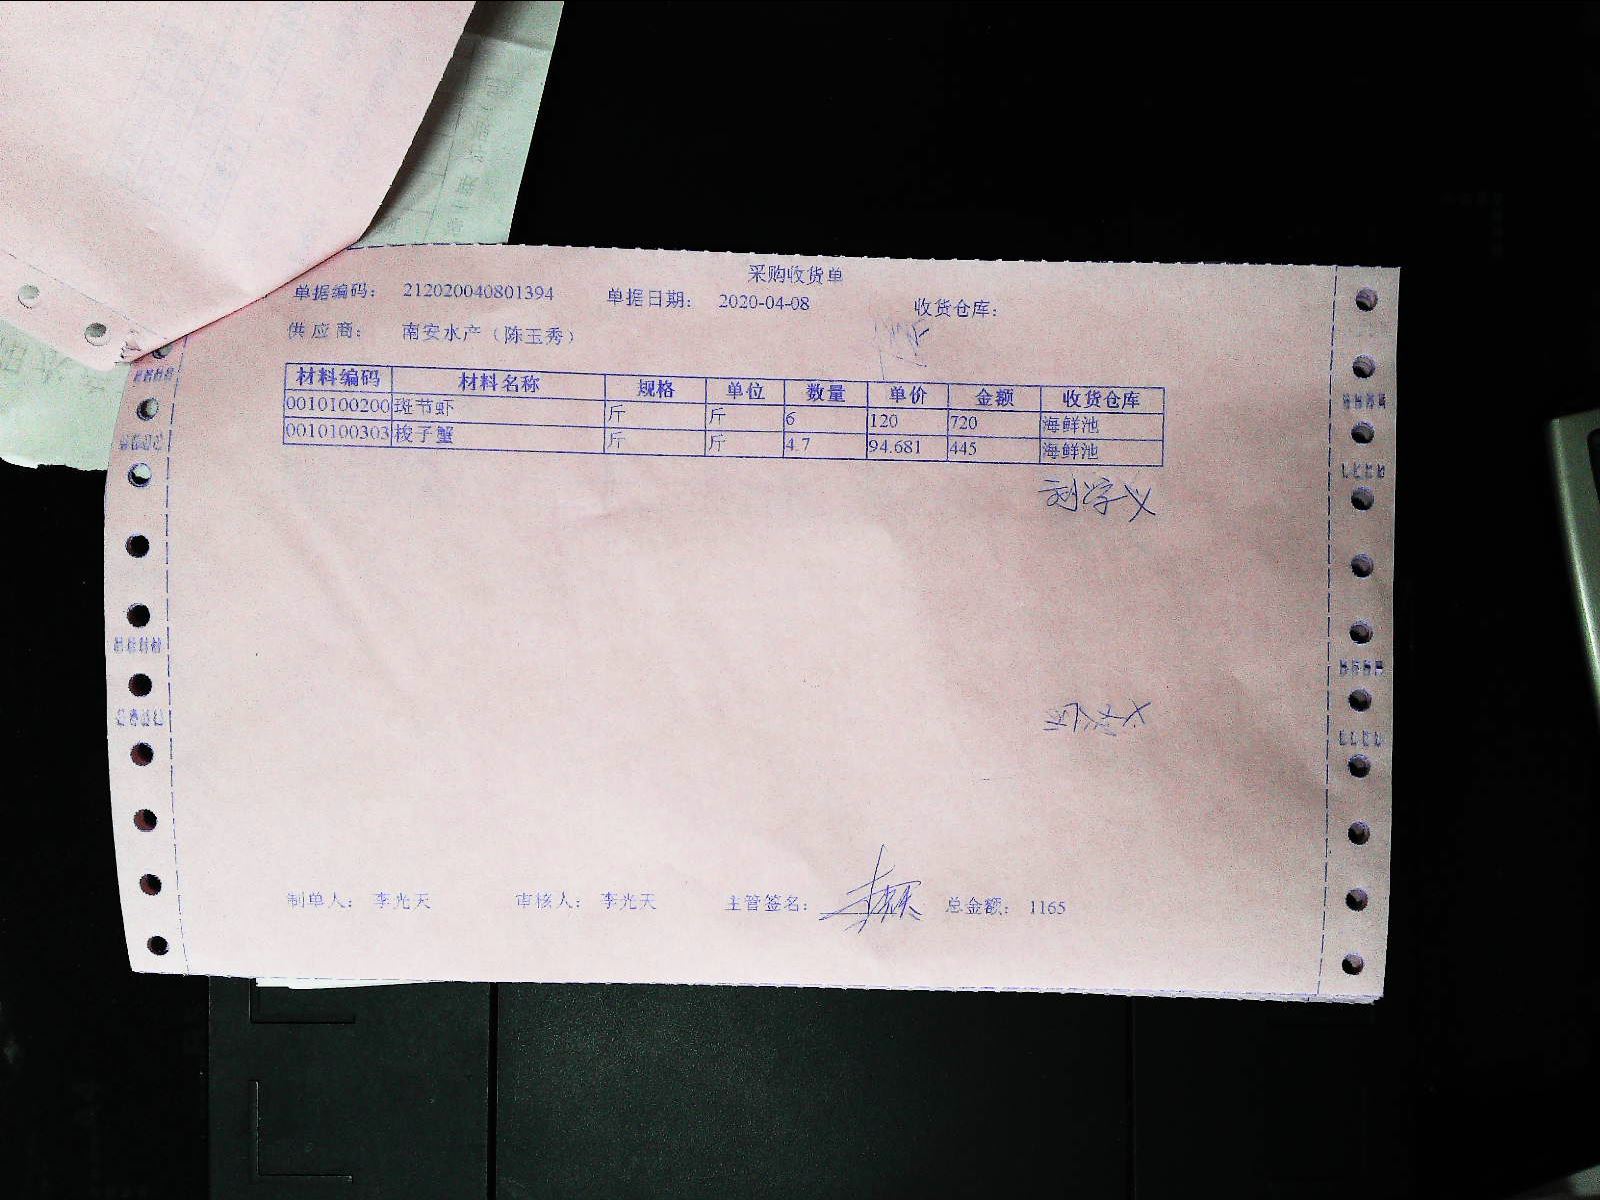 采购收货单
单据编码： 212020040801394 单据日期： 2020-04-08 收货仓库：
供应商： 南安水产（陈玉秀）
材料编码 材料名称 规格 单位 数量 单价 金额 收货仓库
0010100200 斑节虾 斤 斤 6 120 720 海鲜池
0010100303 梭子蟹 斤 斤 4.7 94.681 445 海鲜池
制单人： 李光天 审核人： 李光天 主管签名： 总金额： 1165